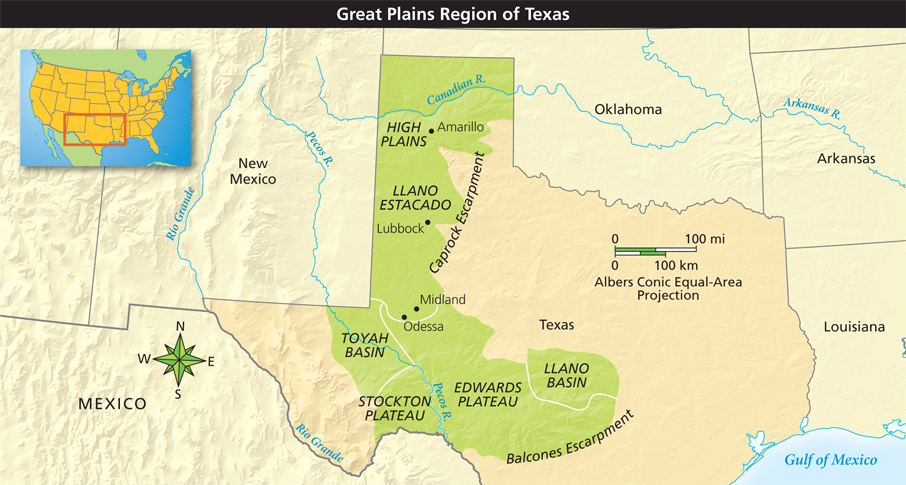 Great Plains Region of Texas
Canadian R.
Oklahoma
Arkansas R.
HIGH
PLAINS
Amarillo
Pecos R.
New
Mexico
Arkansas
LLANO
ESTACADO
Rio Grande
Caprock Escarpment
Lubbock
0 100 mi
0 100 km
Albers Conic Equal-Area
Projection
Midland
Odessa
Texas
Louisiana
N
W E
S
TOYAH
BASIN
LLANO
BASIN
MEXICO
STOCKTON
PLATEAU
Pecos R.
EDWARDS
PLATEAU
Rio Grande
Balcones Escarpment
Gulf of Mexico